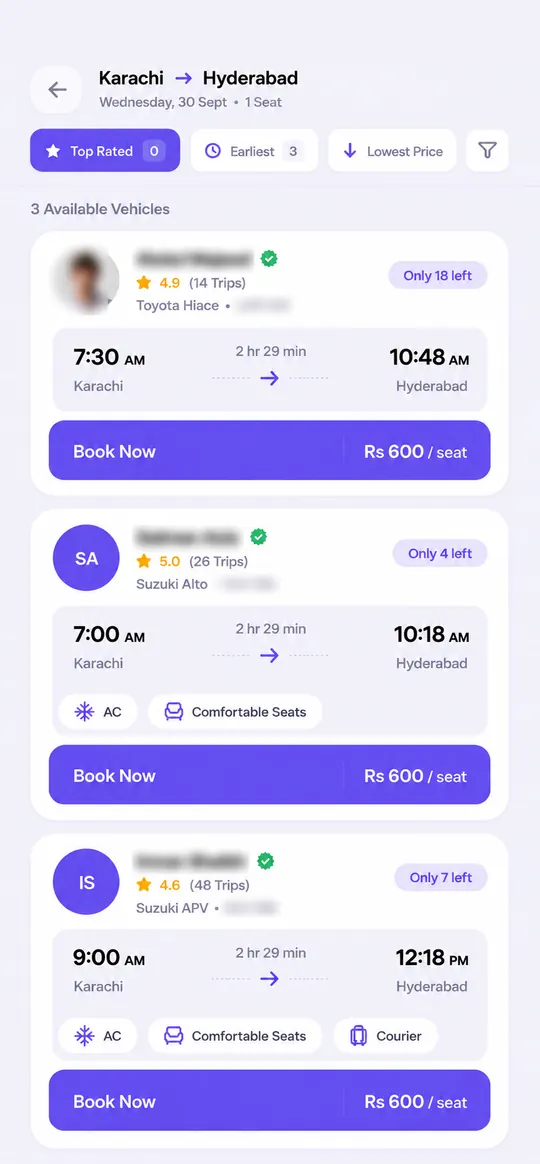 Karachi → Hyderabad
Wednesday, 30 Sept • 1 Seat
Top Rated 0 Earliest 3 Lowest Price
3 Available Vehicles
4.9 (14 Trips)
Only 18 left
Toyota Hiace •
2 hr 29 min
7:30 AM → 10:48 AM
Karachi Hyderabad
Book Now Rs 600 / seat
SA
5.0 (26 Trips)
Only 4 left
Suzuki Alto
2 hr 29 min
7:00 AM → 10:18 AM
Karachi Hyderabad
AC Comfortable Seats
Book Now Rs 600 / seat
IS
4.6 (48 Trips)
Only 7 left
Suzuki APV •
2 hr 29 min
9:00 AM → 12:18 PM
Karachi Hyderabad
AC Comfortable Seats Courier
Book Now Rs 600 / seat